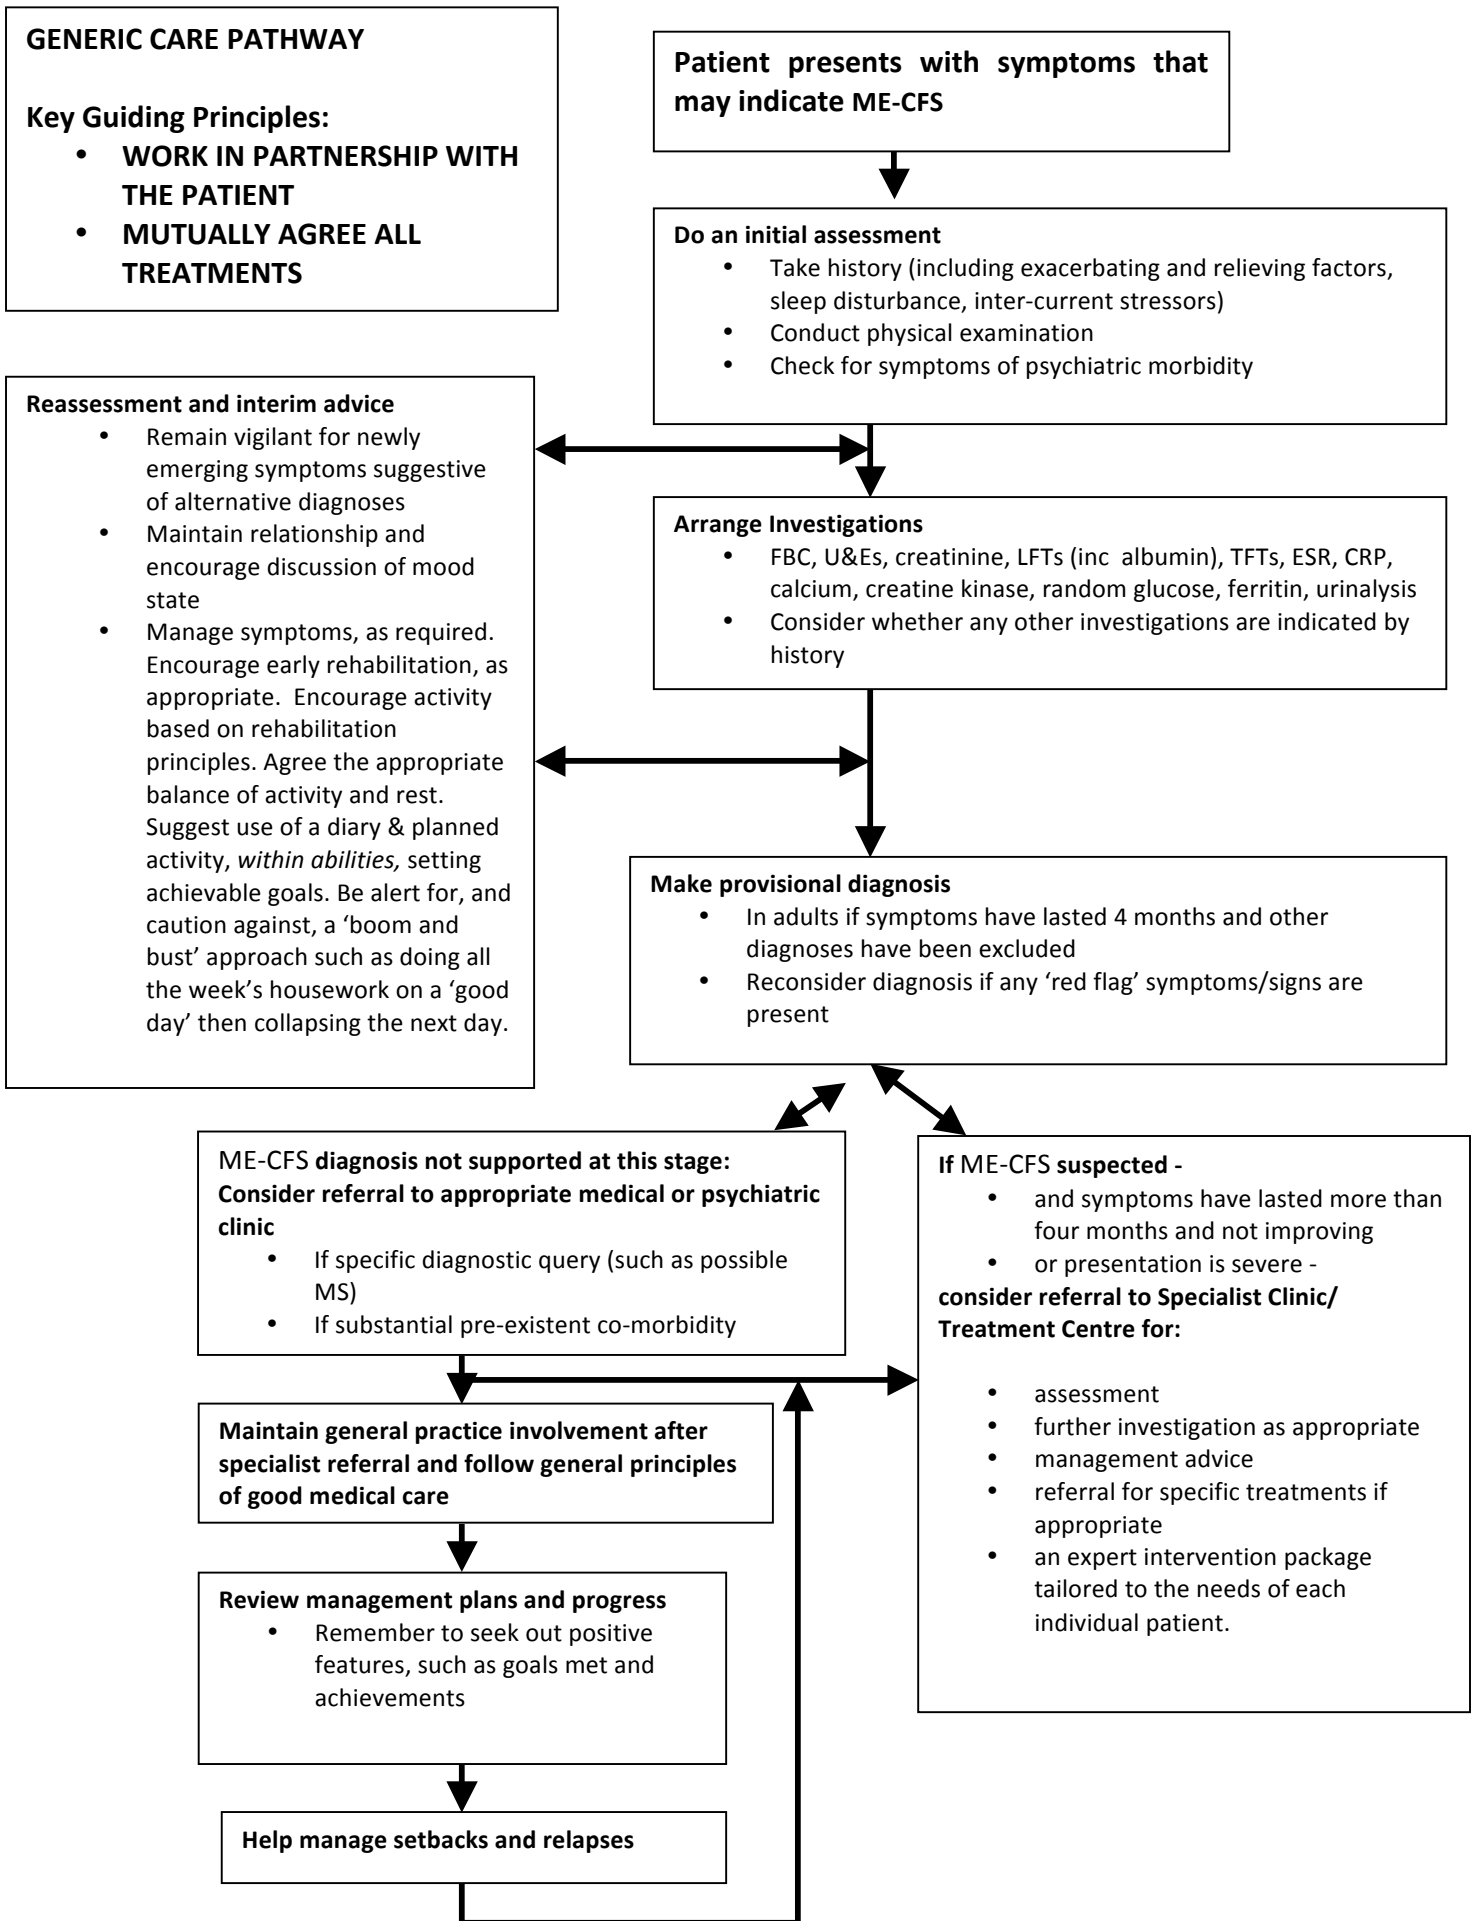 GENERIC CARE PATHWAY
Key Guiding Principles:
• WORK IN PARTNERSHIP WITH
THE PATIENT
• MUTUALLY AGREE ALL
TREATMENTS
Patient presents with symptoms that
may indicate ME-CFS
Do an initial assessment
• Take history (including exacerbating and relieving factors,
sleep disturbance, inter-current stressors)
• Conduct physical examination
• Check for symptoms of psychiatric morbidity
Reassessment and interim advice
• Remain vigilant for newly
emerging symptoms suggestive
of alternative diagnoses
• Maintain relationship and
encourage discussion of mood
state
• Manage symptoms, as required.
Encourage early rehabilitation, as
appropriate. Encourage activity
based on rehabilitation
principles. Agree the appropriate
balance of activity and rest.
Suggest use of a diary & planned
activity, within abilities, setting
achievable goals. Be alert for, and
caution against, a ‘boom and
bust’ approach such as doing all
the week’s housework on a ‘good
day’ then collapsing the next day.
Arrange Investigations
• FBC, U&Es, creatinine, LFTs (inc albumin), TFTs, ESR, CRP,
calcium, creatine kinase, random glucose, ferritin, urinalysis
• Consider whether any other investigations are indicated by
history
Make provisional diagnosis
• In adults if symptoms have lasted 4 months and other
diagnoses have been excluded
• Reconsider diagnosis if any ‘red flag’ symptoms/signs are
present
ME-CFS diagnosis not supported at this stage:
Consider referral to appropriate medical or psychiatric
clinic
• If specific diagnostic query (such as possible
MS)
• If substantial pre-existent co-morbidity
If ME-CFS suspected -
• and symptoms have lasted more than
four months and not improving
• or presentation is severe -
consider referral to Specialist Clinic/
Treatment Centre for:
• assessment
• further investigation as appropriate
• management advice
• referral for specific treatments if
appropriate
• an expert intervention package
tailored to the needs of each
individual patient.
Maintain general practice involvement after
specialist referral and follow general principles
of good medical care
Review management plans and progress
• Remember to seek out positive
features, such as goals met and
achievements
Help manage setbacks and relapses